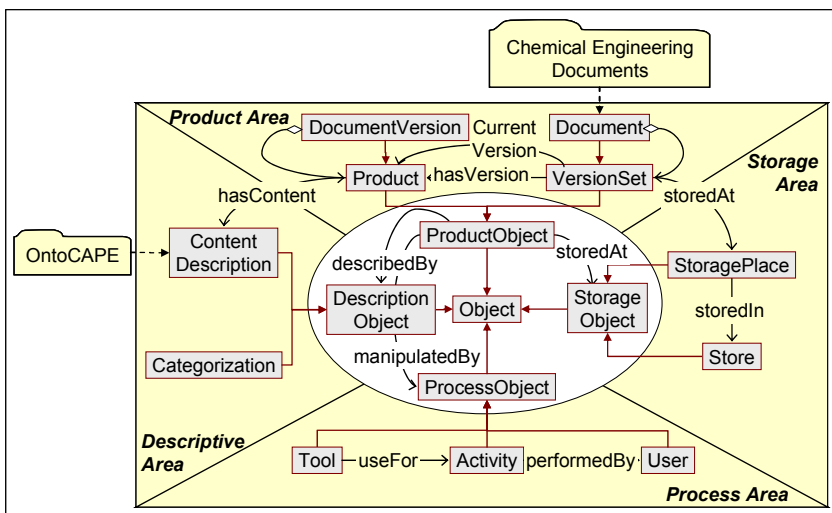 Chemical Engineering
Documents
Product Area
DocumentVersion
Current
Version
Document
Storage
Area
Product
hasVersion
VersionSet
hasContent
storedAt
OntoCAPE
Content
Description
ProductObject
describedBy
storedAt
StoragePlace
Description
Object
Object
Storage
Object
storedIn
Categorization
manipulatedBy
Store
ProcessObject
Descriptive
Area
Tool
useFor
Activity
performedBy
User
Process Area